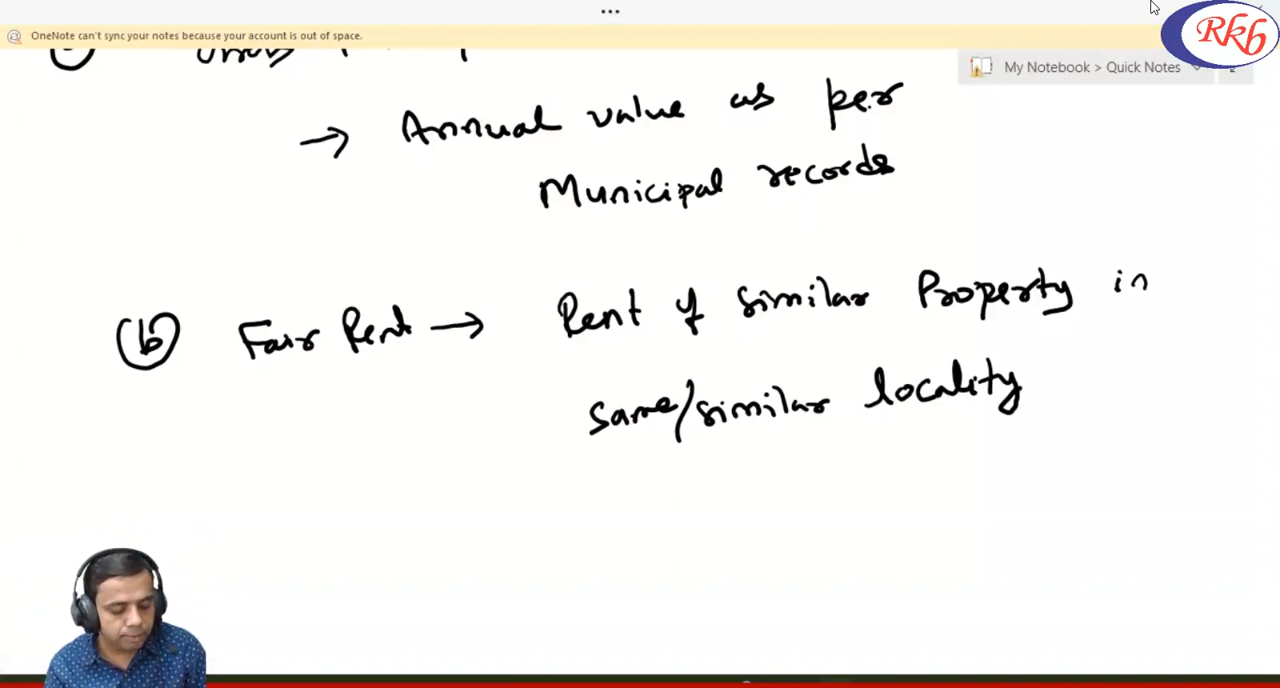 OneNote can't sync your notes because your account is out of space.
Rkb
My Notebook > Quick Notes
→ Annual value as per
Municipal records
(b) Fair Rent → Rent of similar Property in
same/similar locality